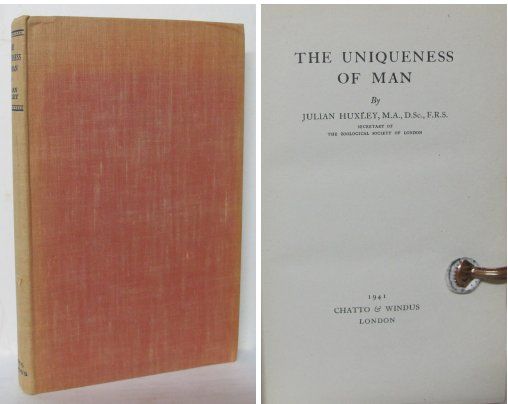 THE UNIQUENESS
OF MAN
By
JULIAN HUXLEY, M.A., D.Sc., F.R.S.
SECRETARY OF
THE ZOOLOGICAL SOCIETY OF LONDON
1941
CHATTO & WINDUS
LONDON